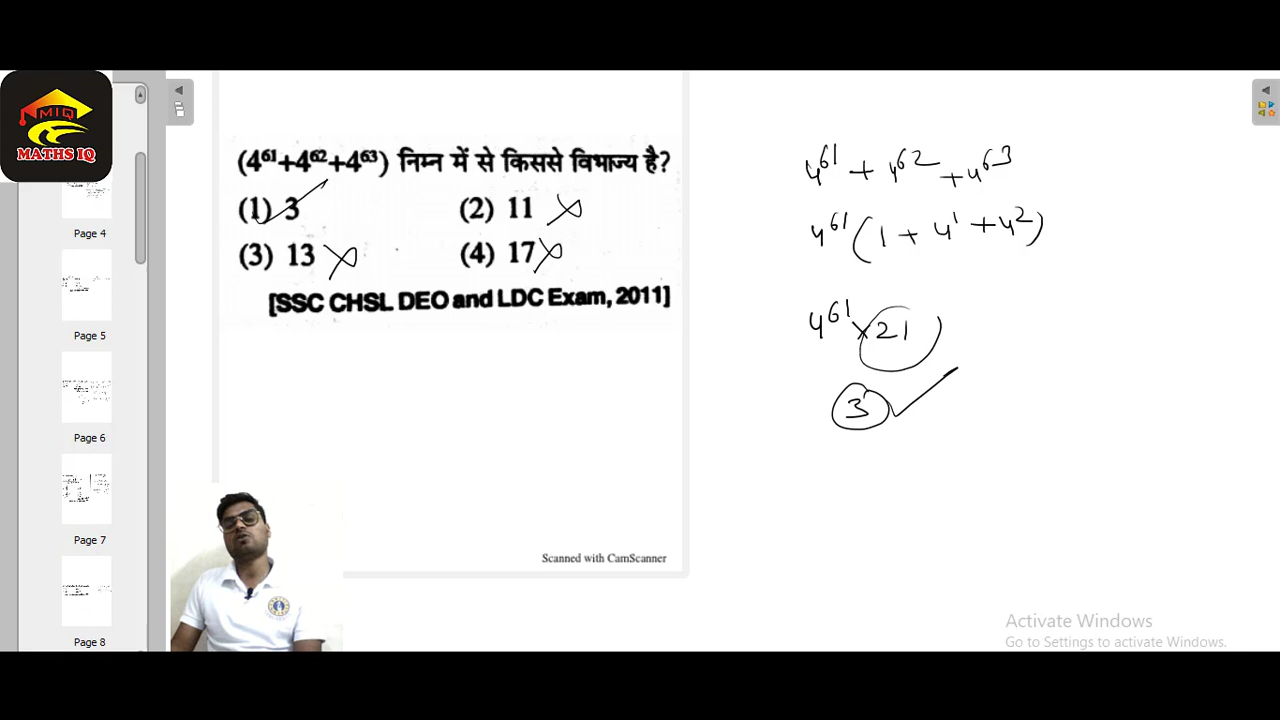 MIQ
MATHS IQ
Page 4
Page 5
Page 6
Page 7
Page 8
(4⁶¹+4⁶²+4⁶³) निम्न में से किससे विभाज्य है?
(1) 3 (2) 11
(3) 13 (4) 17
[SSC CHSL DEO and LDC Exam, 2011]
Scanned with CamScanner
4⁶¹ + 4⁶² + 4⁶³
4⁶¹(1 + 4¹ + 4²)
4⁶¹ × 21
3
Activate Windows
Go to Settings to activate Windows.